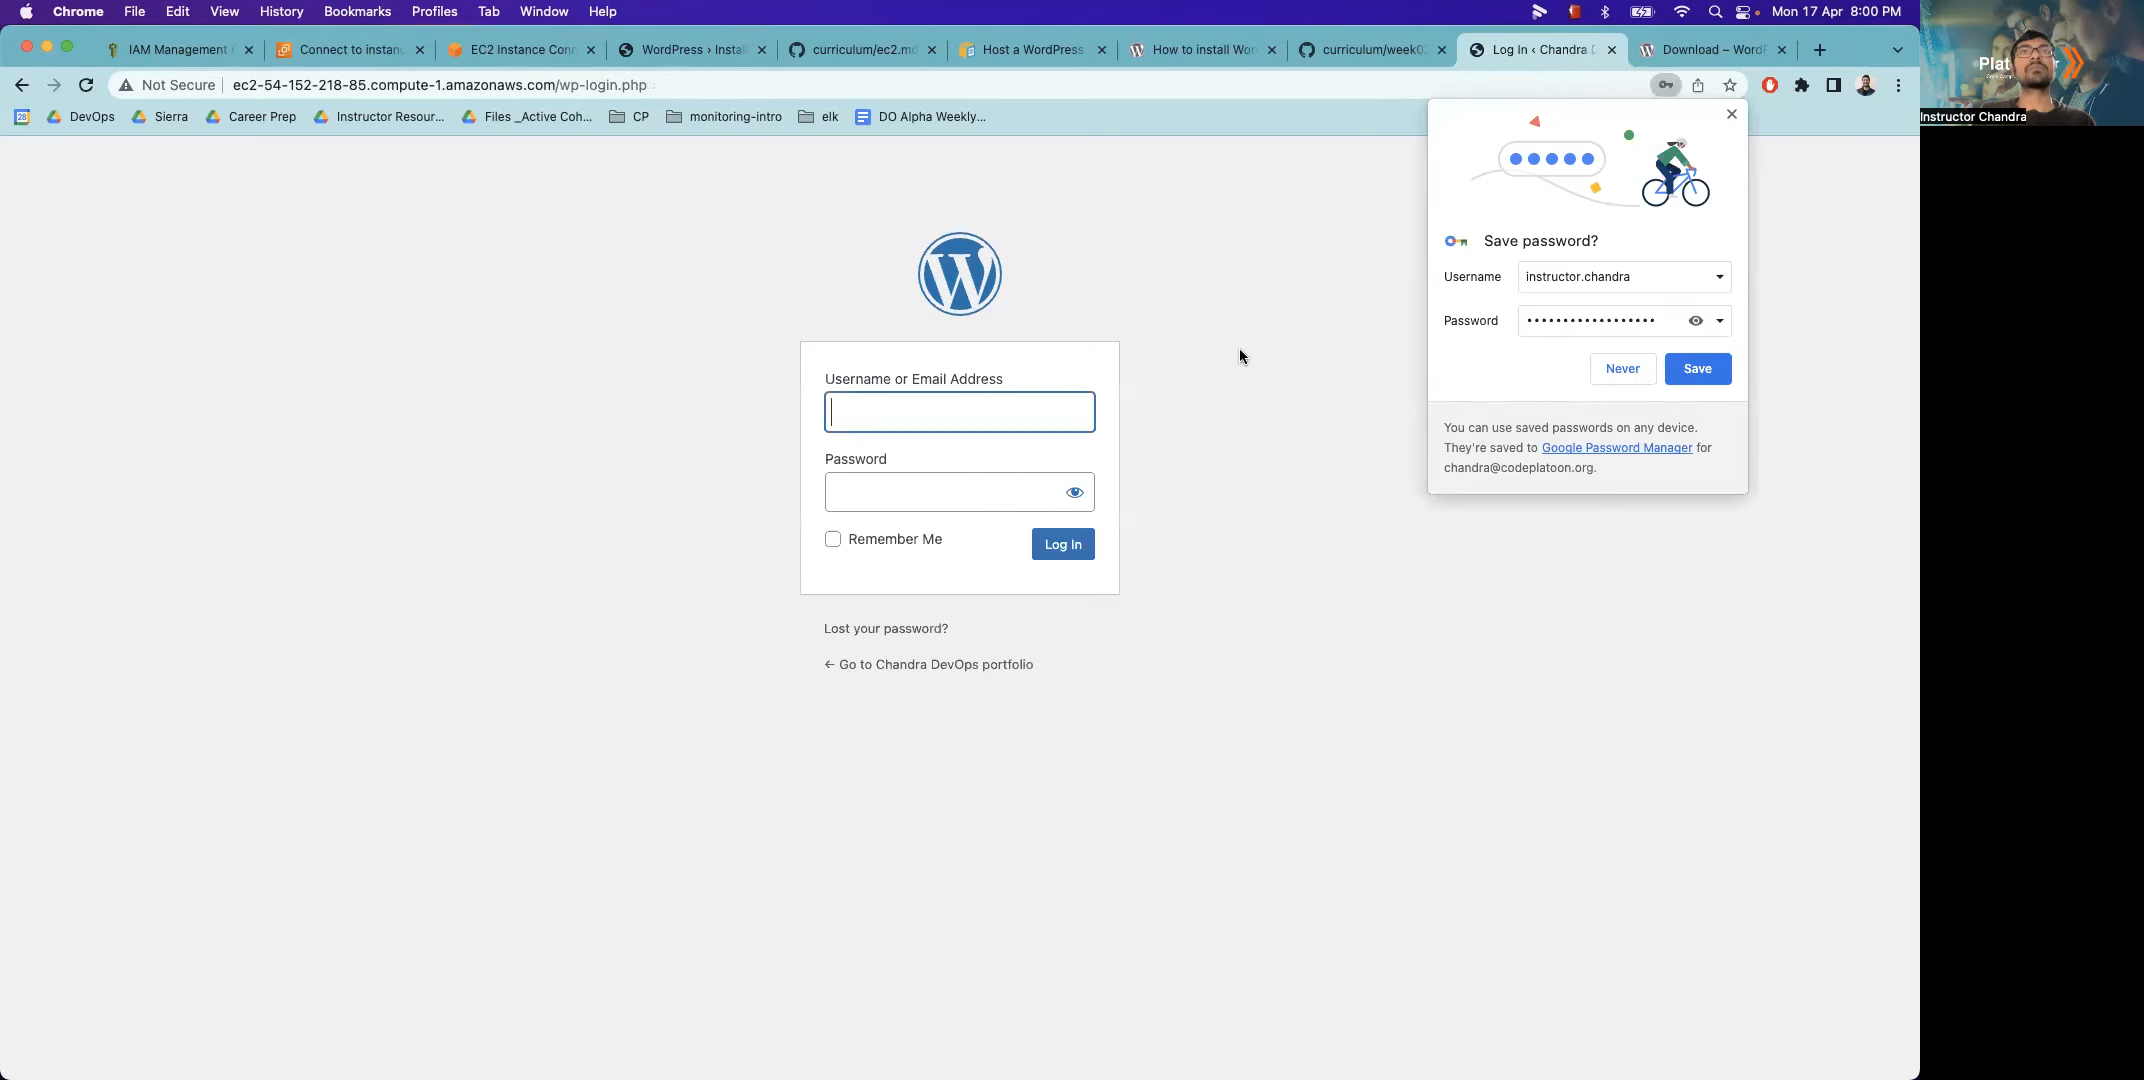 Chrome File Edit View History Bookmarks Profiles Tab Window Help Mon 17 Apr 8:00 PM
IAM Management Connect to instanc EC2 Instance Conn WordPress › Install curriculum/ec2.md Host a WordPress How to install Wor curriculum/week0 Log In ‹ Chandra D Download – WordP
Not Secure ec2-54-152-218-85.compute-1.amazonaws.com/wp-login.php
28 DevOps Sierra Career Prep Instructor Resour... Files _Active Coh... CP monitoring-intro elk DO Alpha Weekly...
Instructor Chandra
Save password?
Username instructor.chandra
Password ••••••••••••••••••
Never Save
You can use saved passwords on any device.
They're saved to Google Password Manager for
chandra@codeplatoon.org.
Username or Email Address
Password
Remember Me Log In
Lost your password?
← Go to Chandra DevOps portfolio